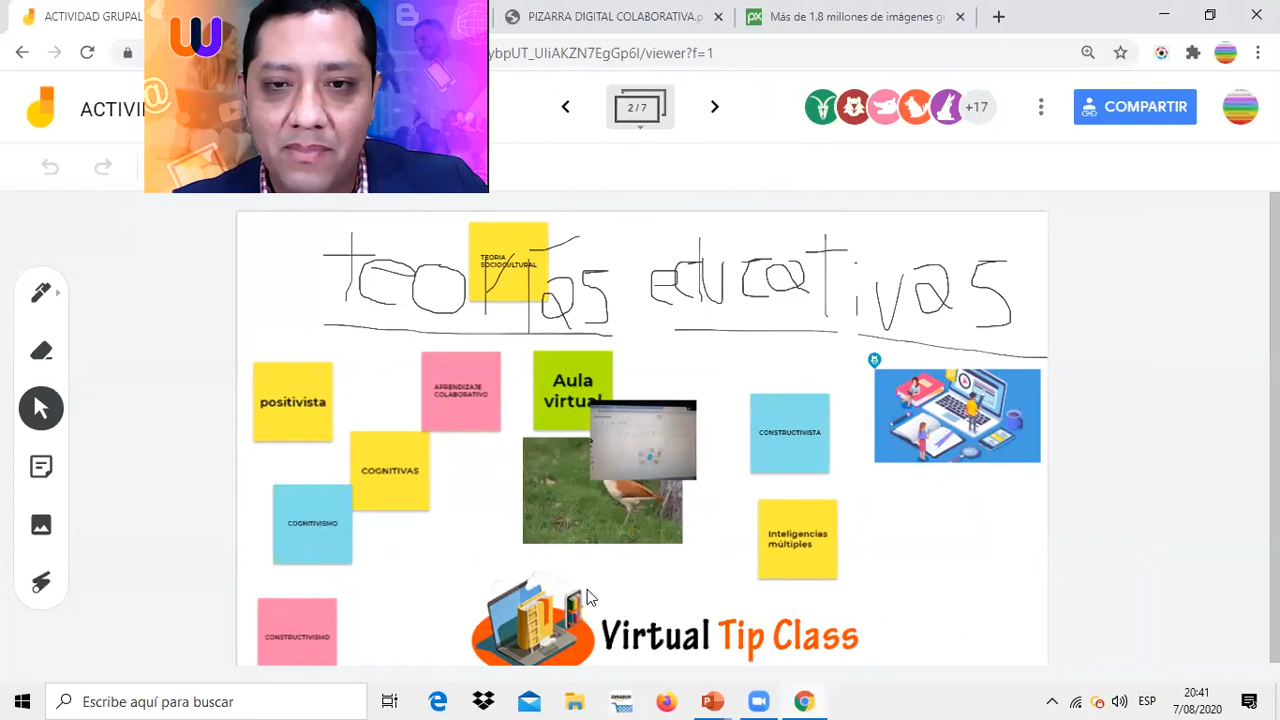 ACTIVIDAD GRUPAL
PIZARRA DIGITAL COLABORATIVA.p
Más de 1,8 millones de imágenes gr
ybpUT_UIiAKZN7EgGp6I/viewer?f=1
ACTIVI
2/7
+17
COMPARTIR
teorías educativas
TEORIA
SOCIOCULTURAL
positivista
APRENDIZAJE
COLABORATIVO
Aula
virtual
COGNITIVAS
CONSTRUCTIVISTA
COGNITIVISMO
Inteligencias
múltiples
CONSTRUCTIVISMO
Virtual Tip Class
Escribe aquí para buscar
ESP
20:41
7/08/2020